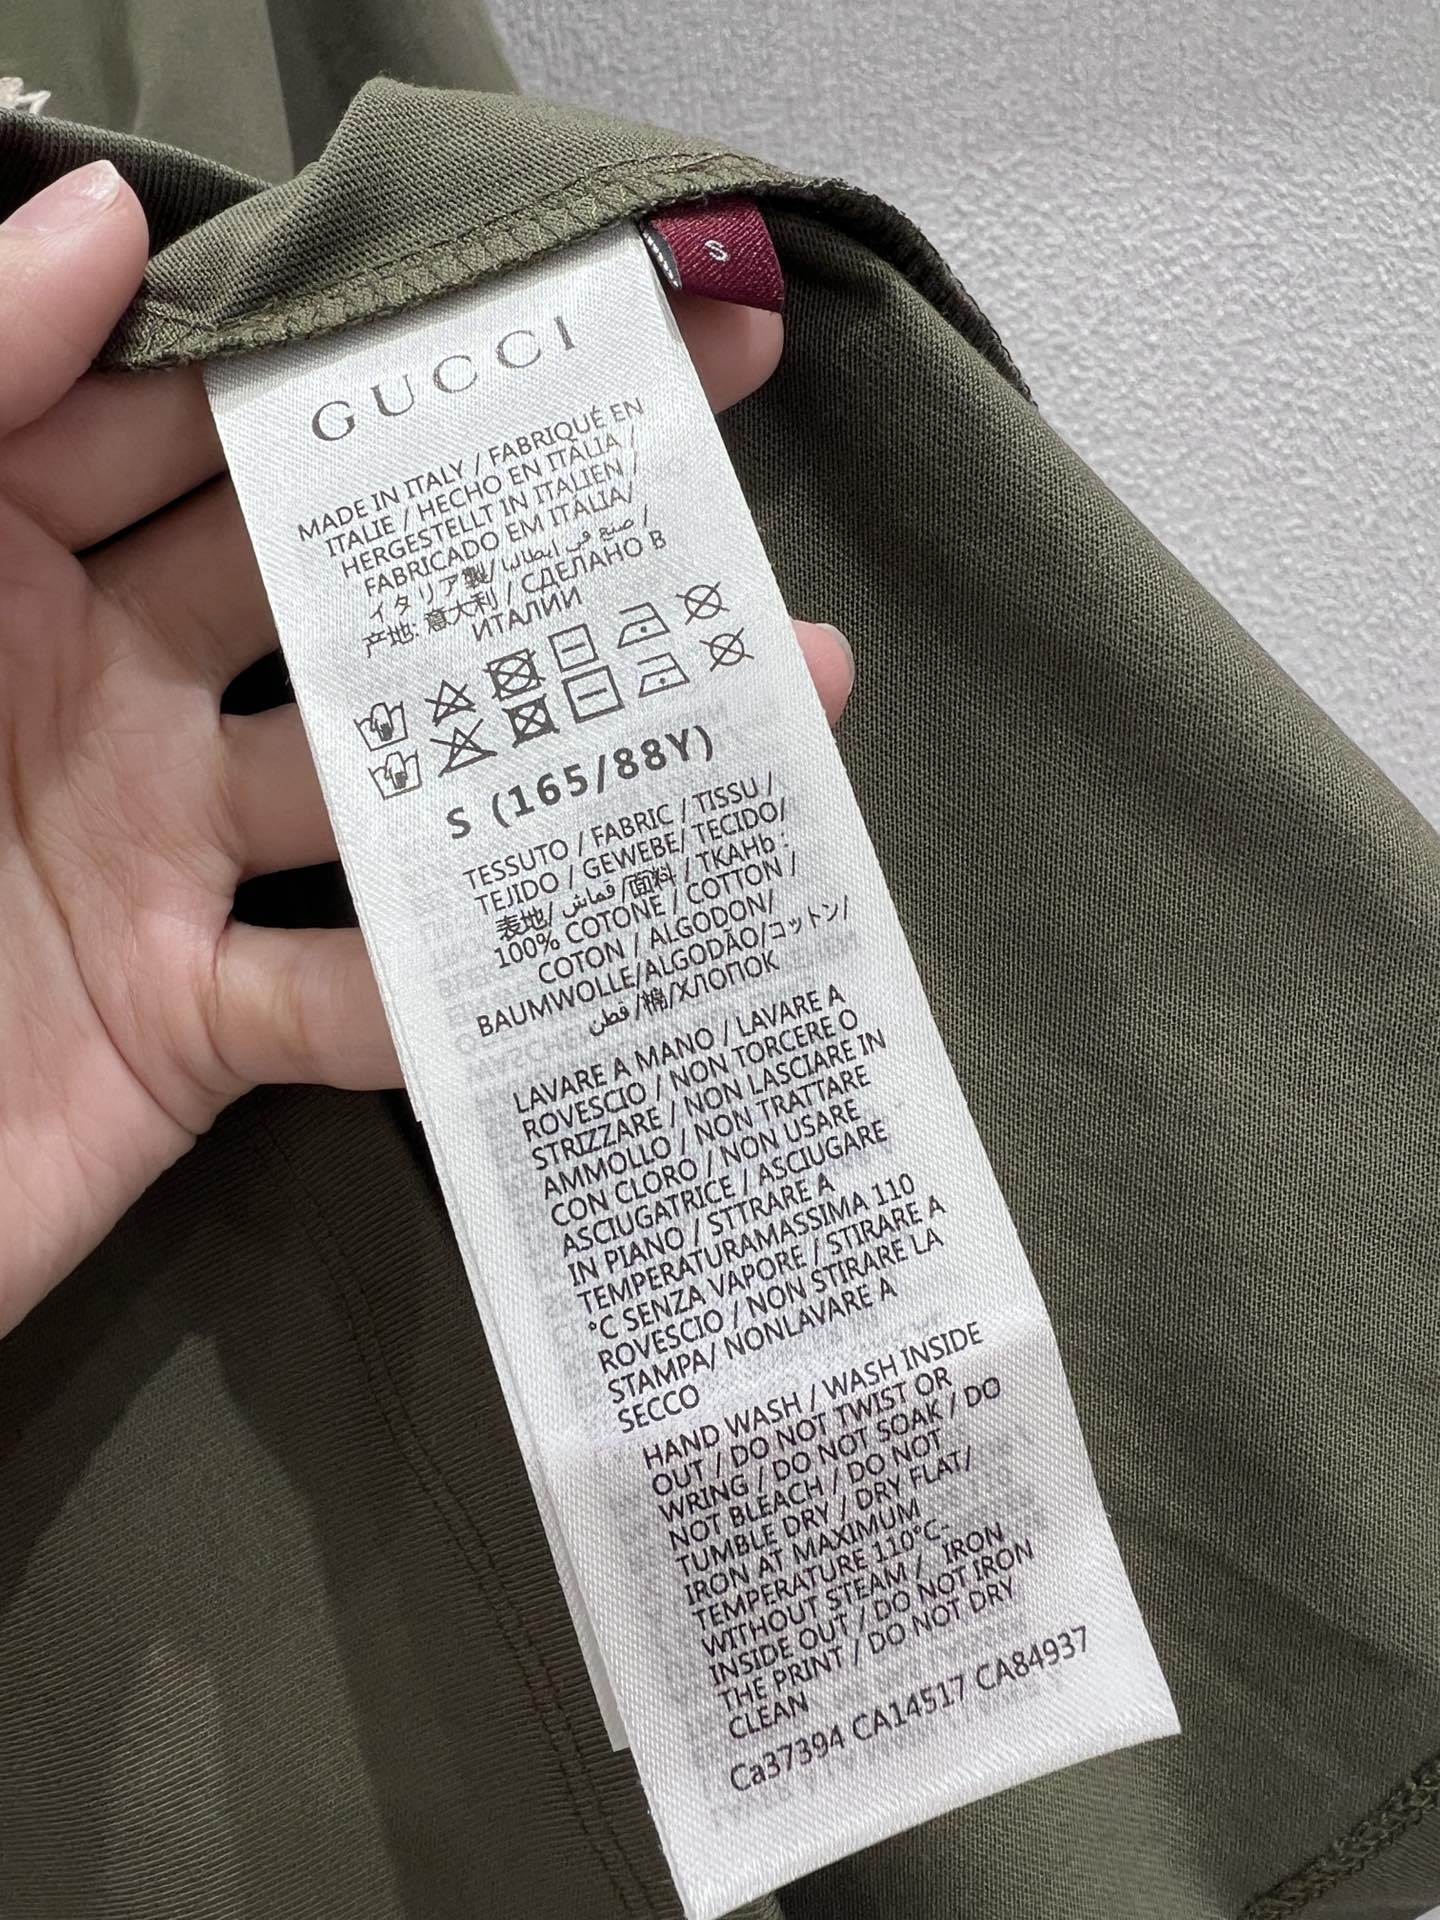 S
GUCCI
MADE IN ITALY / FABRIQUÉ EN
ITALIE / HECHO EN ITALIA /
HERGESTELLT IN ITALIEN /
FABRICADO EM ITALIA/
イタリア製/ صنع في ايطاليا /
产地: 意大利 / СДЕЛАНО В
ИТАЛИИ
S (165/88Y)
TESSUTO / FABRIC / TISSU /
TEJIDO / GEWEBE/ TECIDO/
表地/ قماش /面料 / TKAHb :
100% COTONE / COTTON /
COTON / ALGODON/
BAUMWOLLE/ALGODÃO/コットン/
قطن /棉/ХЛОПОК
LAVARE A MANO / LAVARE A
ROVESCIO / NON TORCERE O
STRIZZARE / NON LASCIARE IN
AMMOLLO / NON TRATTARE
CON CLORO / NON USARE
ASCIUGATRICE / ASCIUGARE
IN PIANO / STTRARE A
TEMPERATURAMASSIMA 110
°C SENZA VAPORE / STIRARE A
ROVESCIO / NON STIRARE LA
STAMPA/ NONLAVARE A
SECCO
HAND WASH / WASH INSIDE
OUT / DO NOT TWIST OR
WRING / DO NOT SOAK / DO
NOT BLEACH / DO NOT
TUMBLE DRY / DRY FLAT/
IRON AT MAXIMUM
TEMPERATURE 110°C-
WITHOUT STEAM / IRON
INSIDE OUT / DO NOT IRON
THE PRINT / DO NOT DRY
CLEAN
Ca37394 CA14517 CA84937